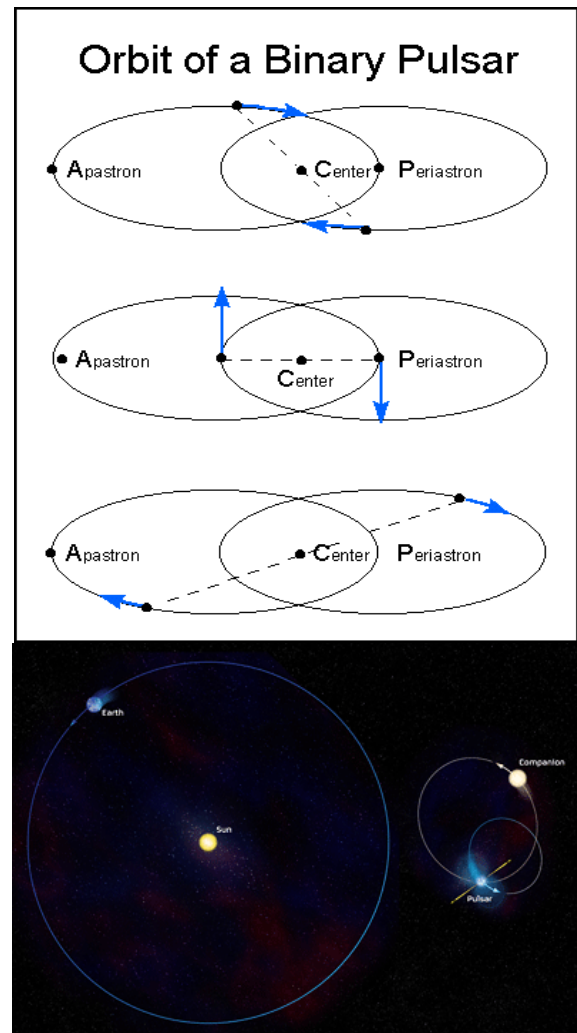 Orbit of a Binary Pulsar
Apastron Center Periastron
Apastron Periastron
Center
Apastron Center Periastron
Earth
Companion
Sun
Pulsar